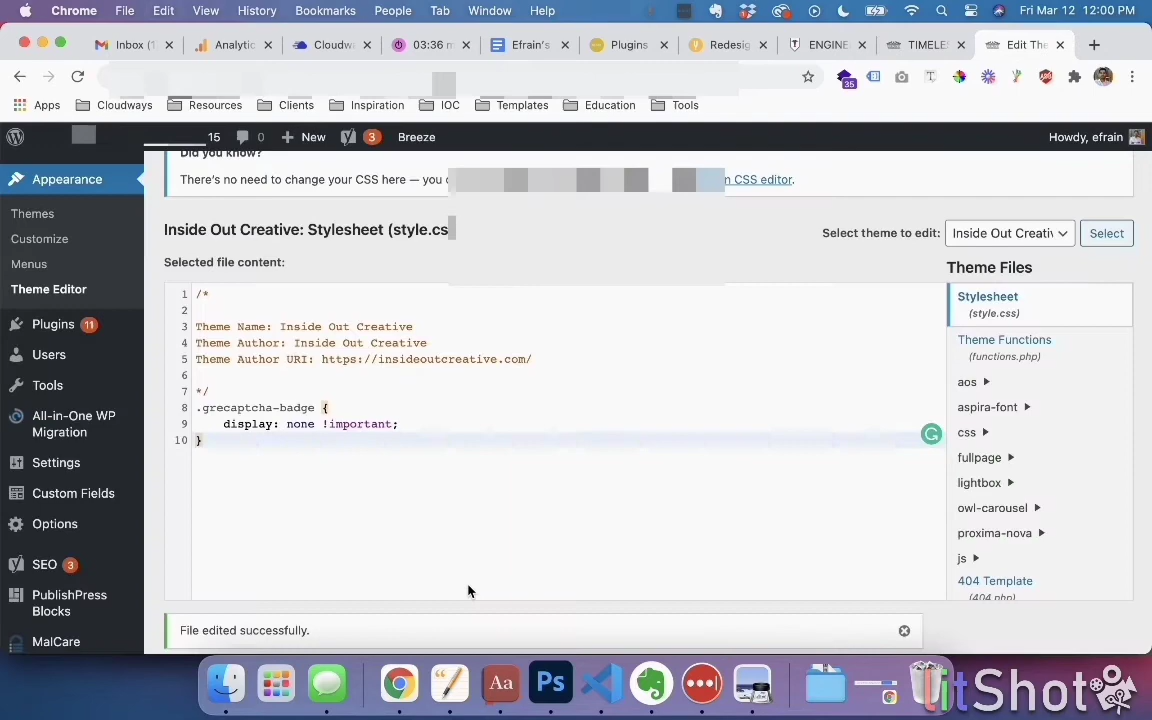 Chrome File Edit View History Bookmarks People Tab Window Help Fri Mar 12 12:00 PM
Inbox (1 Analytic Cloudw 03:36 m Efrain's Plugins Redesig ENGINE TIMELE Edit The
35
Apps Cloudways Resources Clients Inspiration IOC Templates Education Tools
15 0 New 3 Breeze Howdy, efrain
Appearance
Themes
Customize
Menus
Theme Editor
Plugins 11
Users
Tools
All-in-One WP
Migration
Settings
Custom Fields
Options
SEO 3
PublishPress
Blocks
MalCare
Did you know?
There's no need to change your CSS here — you c
n CSS editor.
Inside Out Creative: Stylesheet (style.cs
Select theme to edit: Inside Out Creativ Select
Selected file content:
1 /*
2
3 Theme Name: Inside Out Creative
4 Theme Author: Inside Out Creative
5 Theme Author URI: https://insideoutcreative.com/
6
7 */
8 .grecaptcha-badge {
9 display: none !important;
10 }
Theme Files
Stylesheet
(style.css)
Theme Functions
(functions.php)
aos
aspira-font
css
fullpage
lightbox
owl-carousel
proxima-nova
js
404 Template
(404.php)
File edited successfully.
Aa Ps
litShot